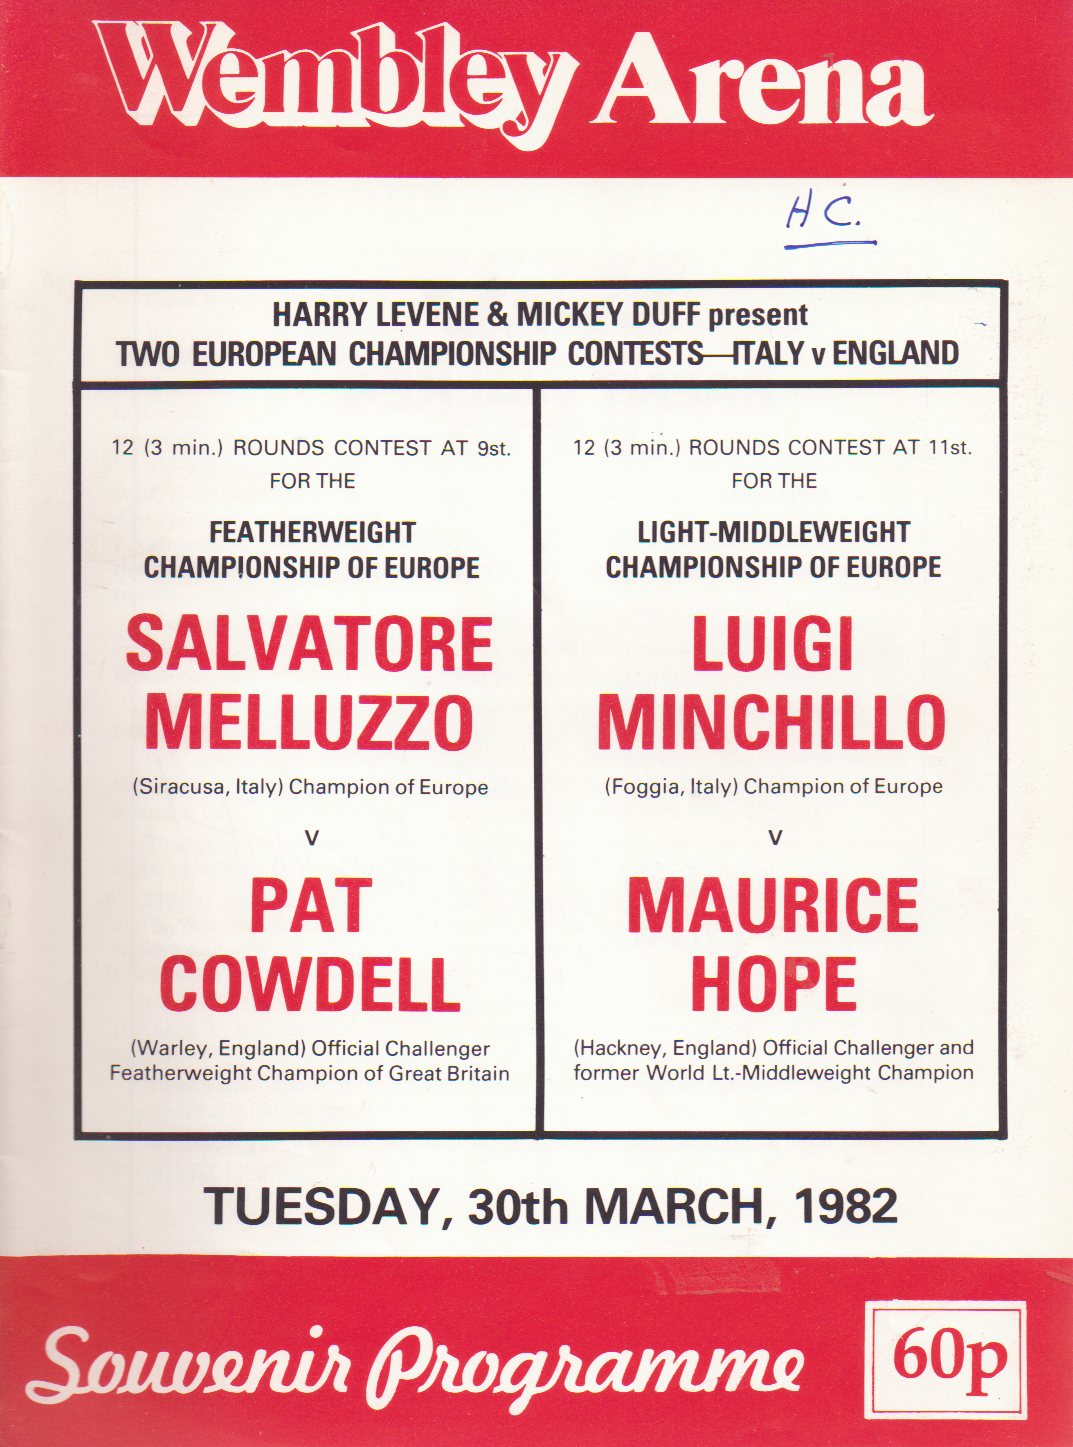 Wembley Arena
H C.
HARRY LEVENE & MICKEY DUFF present
TWO EUROPEAN CHAMPIONSHIP CONTESTS—ITALY v ENGLAND
12 (3 min.) ROUNDS CONTEST AT 9st.
FOR THE
FEATHERWEIGHT
CHAMPIONSHIP OF EUROPE
SALVATORE
MELLUZZO
(Siracusa, Italy) Champion of Europe
v
PAT
COWDELL
(Warley, England) Official Challenger
Featherweight Champion of Great Britain
12 (3 min.) ROUNDS CONTEST AT 11st.
FOR THE
LIGHT-MIDDLEWEIGHT
CHAMPIONSHIP OF EUROPE
LUIGI
MINCHILLO
(Foggia, Italy) Champion of Europe
v
MAURICE
HOPE
(Hackney, England) Official Challenger and
former World Lt.-Middleweight Champion
TUESDAY, 30th MARCH, 1982
Souvenir Programme
60p